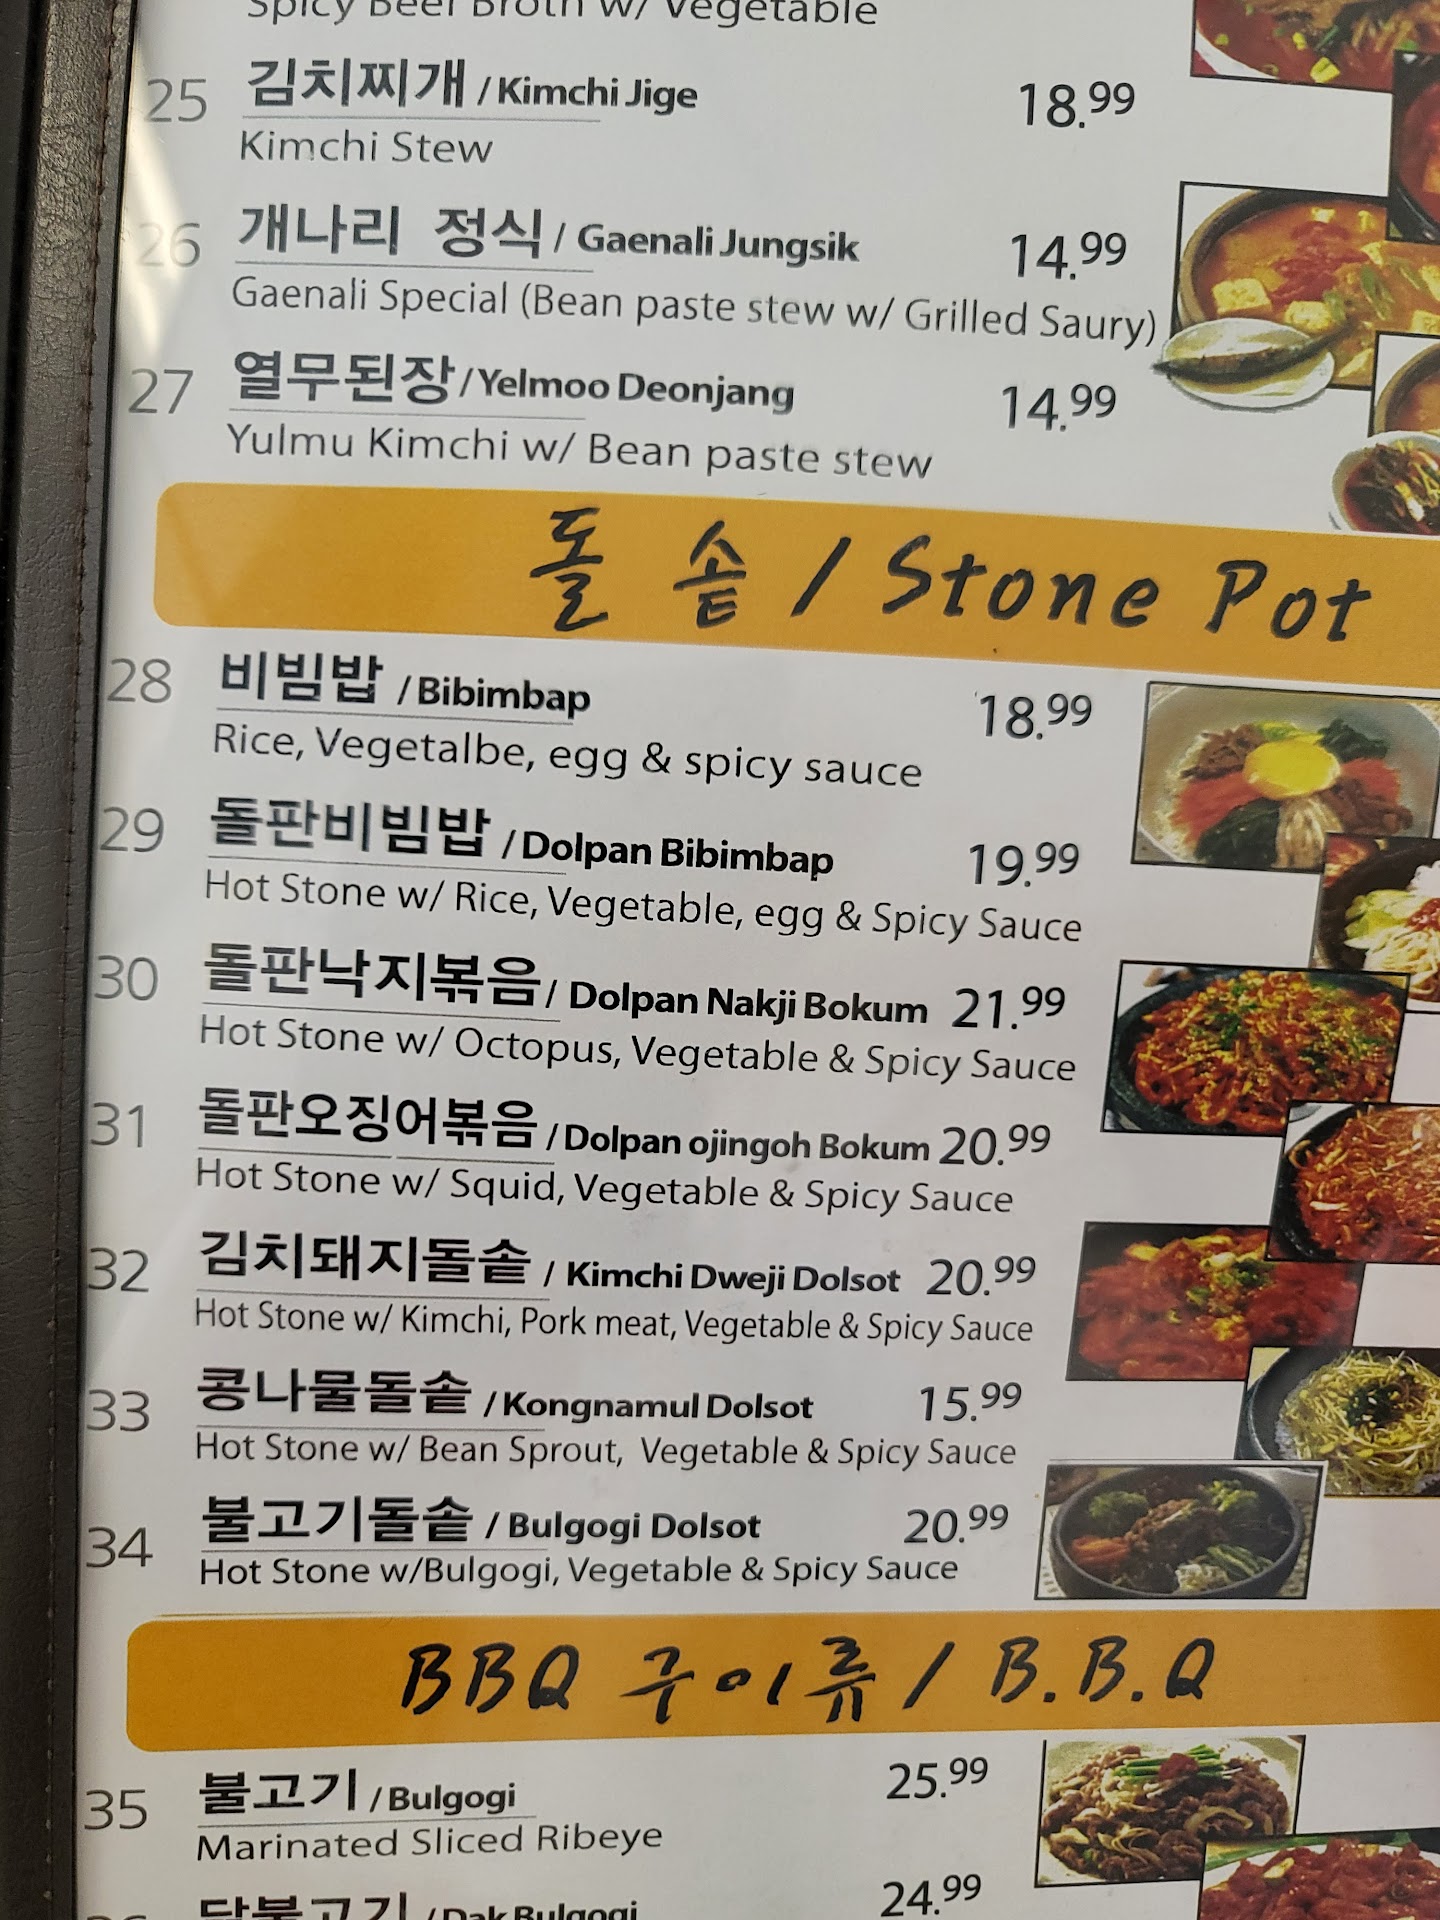 Spicy Beef Broth w/ Vegetable
25 김치찌개 / Kimchi Jige 18.99
Kimchi Stew
26 개나리 정식 / Gaenali Jungsik 14.99
Gaenali Special (Bean paste stew w/ Grilled Saury)
27 열무된장 / Yelmoo Deonjang 14.99
Yulmu Kimchi w/ Bean paste stew
돌 솥 / Stone Pot
28 비빔밥 / Bibimbap 18.99
Rice, Vegetalbe, egg & spicy sauce
29 돌판비빔밥 / Dolpan Bibimbap 19.99
Hot Stone w/ Rice, Vegetable, egg & Spicy Sauce
30 돌판낙지볶음 / Dolpan Nakji Bokum 21.99
Hot Stone w/ Octopus, Vegetable & Spicy Sauce
31 돌판오징어볶음 / Dolpan ojingoh Bokum 20.99
Hot Stone w/ Squid, Vegetable & Spicy Sauce
32 김치돼지돌솥 / Kimchi Dweji Dolsot 20.99
Hot Stone w/ Kimchi, Pork meat, Vegetable & Spicy Sauce
33 콩나물돌솥 / Kongnamul Dolsot 15.99
Hot Stone w/ Bean Sprout, Vegetable & Spicy Sauce
34 불고기돌솥 / Bulgogi Dolsot 20.99
Hot Stone w/Bulgogi, Vegetable & Spicy Sauce
BBQ 구이류 / B.B.Q
35 불고기 / Bulgogi 25.99
Marinated Sliced Ribeye
닭불고기 / Dak Bulgogi 24.99